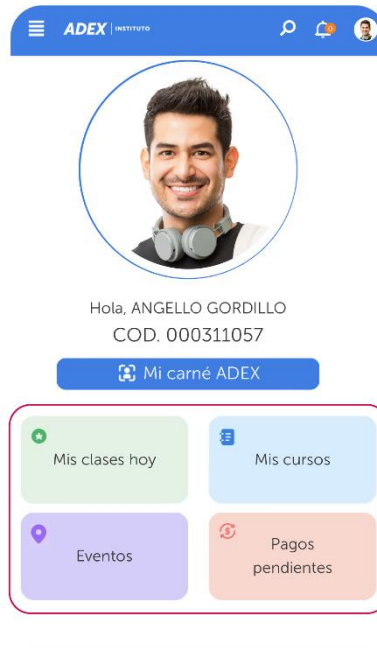 ADEX | INSTITUTO
Hola, ANGELLO GORDILLO
COD. 000311057
Mi carné ADEX
Mis clases hoy
Mis cursos
Eventos
Pagos
pendientes